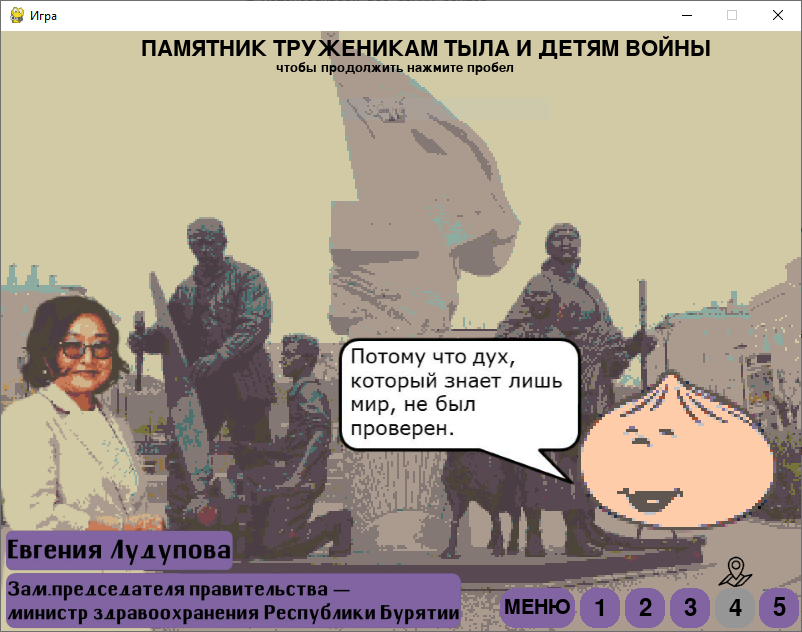 Игра
ПАМЯТНИК ТРУЖЕНИКАМ ТЫЛА И ДЕТЯМ ВОЙНЫ
чтобы продолжить нажмите пробел
Потому что дух,
который знает лишь
мир, не был
проверен.
Евгения Лудупова
Зам.председателя правительства —
министр здравоохранения Республики Бурятии
МЕНЮ 1 2 3 4 5